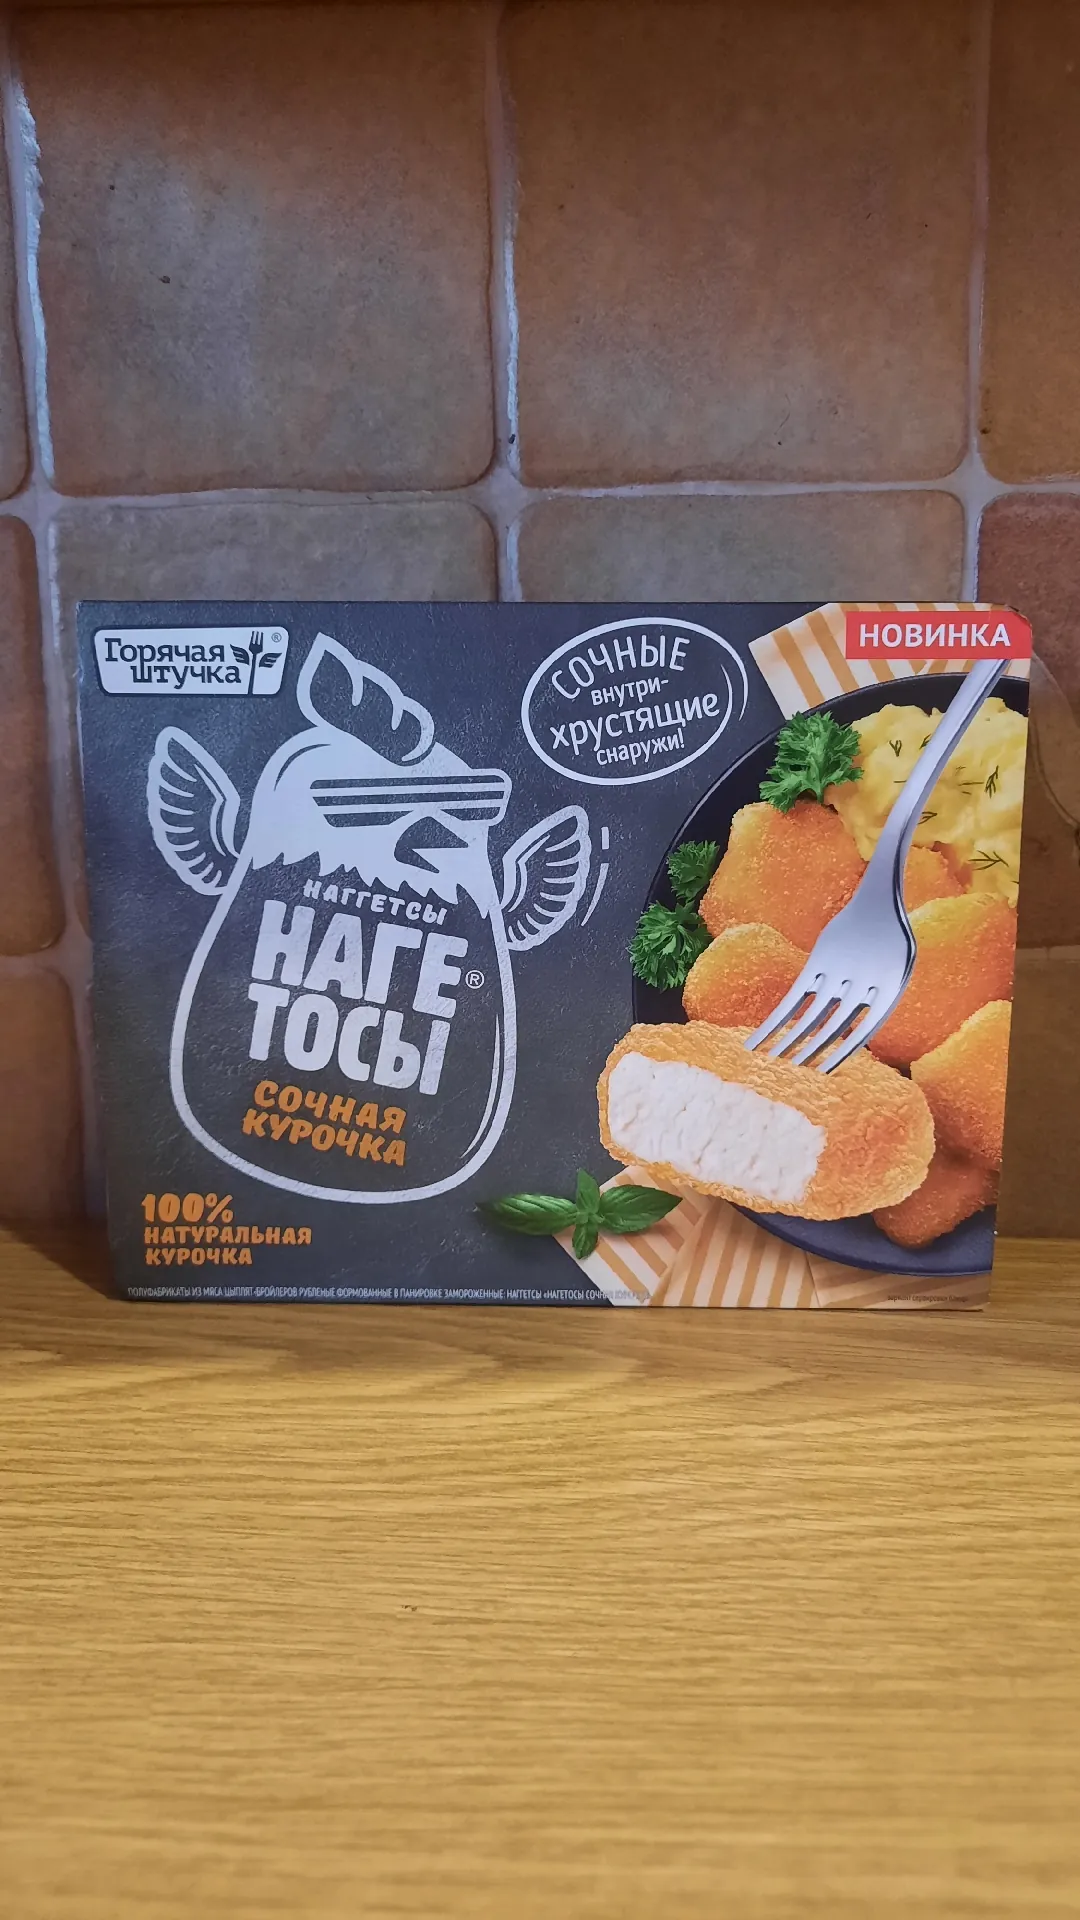 Горячая
штучка
®
СОЧНЫЕ
внутри-
хрустящие
снаружи!
НОВИНКА
НАГГЕТСЫ
НАГЕ
ТОСЫ
®
СОЧНАЯ
КУРОЧКА
100%
НАТУРАЛЬНАЯ
КУРОЧКА
ПОЛУФАБРИКАТЫ ИЗ МЯСА ЦЫПЛЯТ-БРОЙЛЕРОВ РУБЛЕНЫЕ ФОРМОВАННЫЕ В ПАНИРОВКЕ ЗАМОРОЖЕННЫЕ: НАГГЕТСЫ «НАГЕТОСЫ